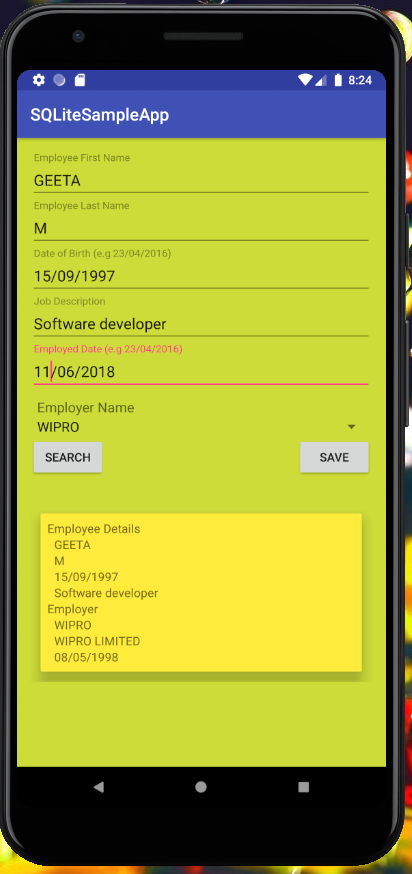 8:24
SQLiteSampleApp
Employee First Name
GEETA
Employee Last Name
M
Date of Birth (e.g 23/04/2016)
15/09/1997
Job Description
Software developer
Employed Date (e.g 23/04/2016)
11/06/2018
Employer Name
WIPRO
SEARCH SAVE
Employee Details
GEETA
M
15/09/1997
Software developer
Employer
WIPRO
WIPRO LIMITED
08/05/1998